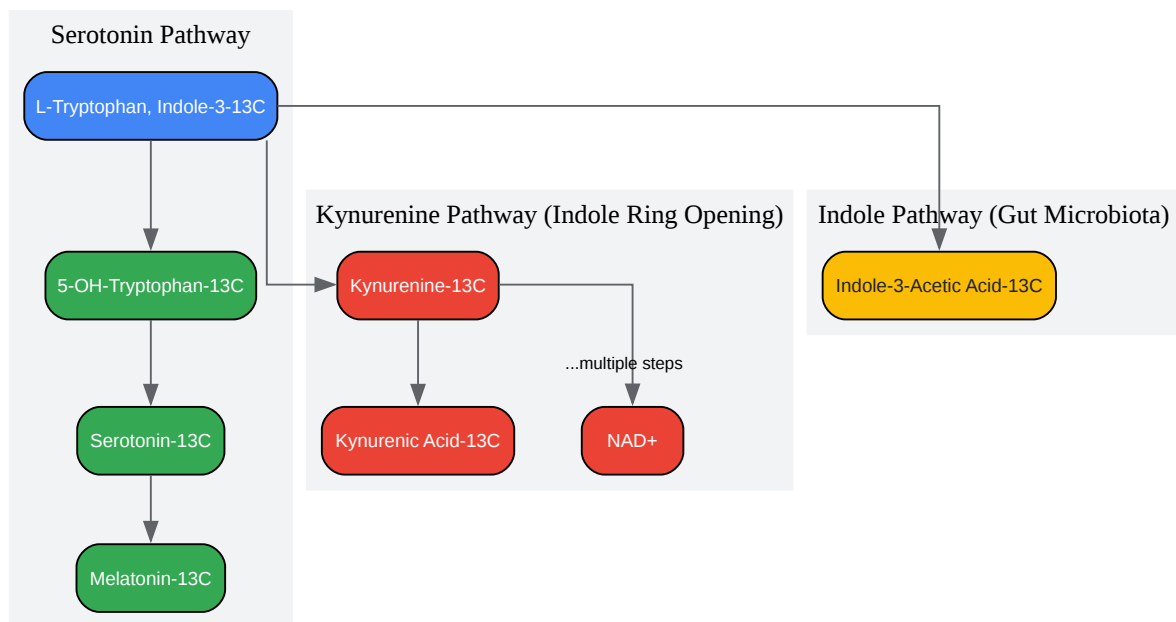 Serotonin Pathway
L-Tryptophan, Indole-3-13C
Kynurenine Pathway (Indole Ring Opening)
Indole Pathway (Gut Microbiota)
5-OH-Tryptophan-13C
Kynurenine-13C
Indole-3-Acetic Acid-13C
...multiple steps
Serotonin-13C
Kynurenic Acid-13C
NAD+
Melatonin-13C